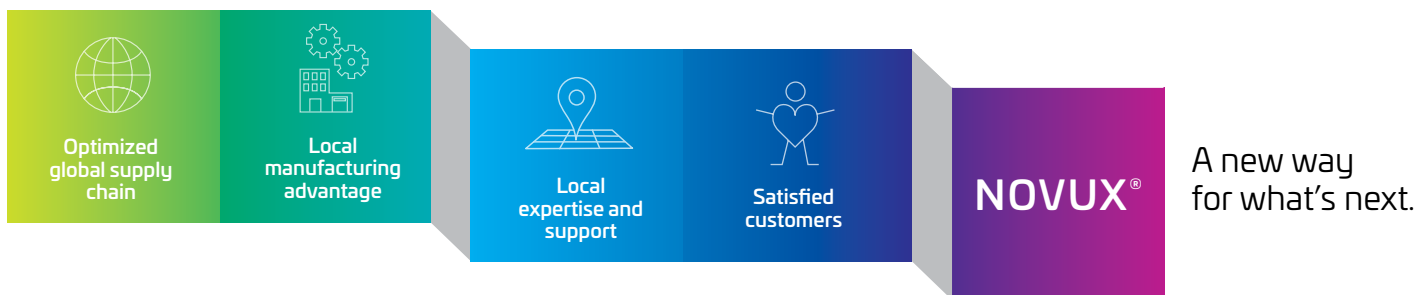 Optimized
global supply
chain
Local
manufacturing
advantage
Local
expertise and
support
Satisfied
customers
NOVUX®
A new way
for what's next.